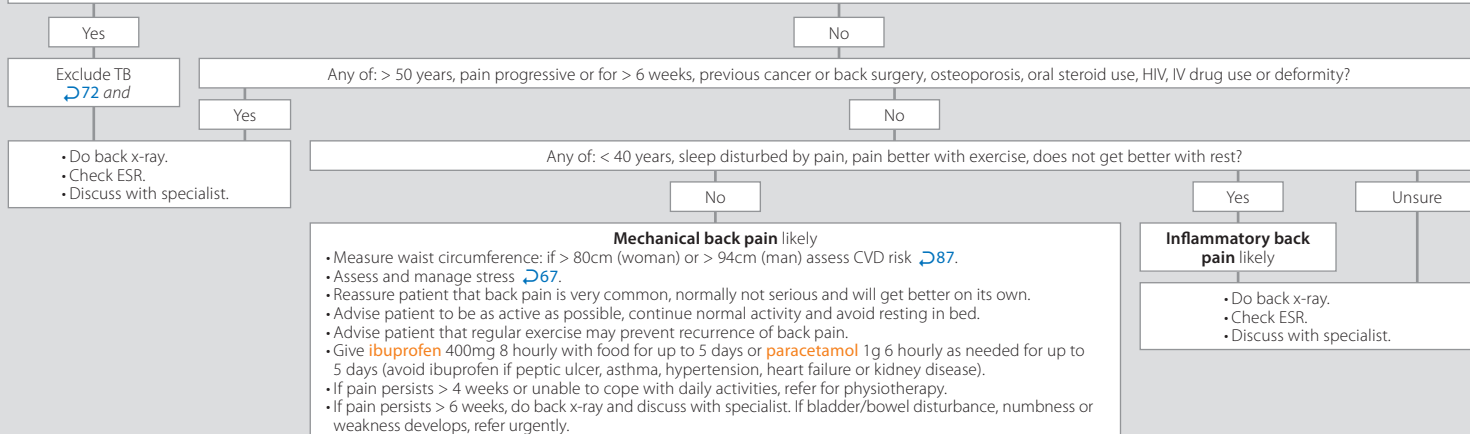 Yes
No
Exclude TB
⮌72 and
Any of: > 50 years, pain progressive or for > 6 weeks, previous cancer or back surgery, osteoporosis, oral steroid use, HIV, IV drug use or deformity?
Yes
No
• Do back x-ray.
• Check ESR.
• Discuss with specialist.
Any of: < 40 years, sleep disturbed by pain, pain better with exercise, does not get better with rest?
No
Yes
Unsure
Mechanical back pain likely
• Measure waist circumference: if > 80cm (woman) or > 94cm (man) assess CVD risk ⮌87.
• Assess and manage stress ⮌67.
• Reassure patient that back pain is very common, normally not serious and will get better on its own.
• Advise patient to be as active as possible, continue normal activity and avoid resting in bed.
• Advise patient that regular exercise may prevent recurrence of back pain.
• Give ibuprofen 400mg 8 hourly with food for up to 5 days or paracetamol 1g 6 hourly as needed for up to
5 days (avoid ibuprofen if peptic ulcer, asthma, hypertension, heart failure or kidney disease).
• If pain persists > 4 weeks or unable to cope with daily activities, refer for physiotherapy.
• If pain persists > 6 weeks, do back x-ray and discuss with specialist. If bladder/bowel disturbance, numbness or
weakness develops, refer urgently.
Inflammatory back
pain likely
• Do back x-ray.
• Check ESR.
• Discuss with specialist.